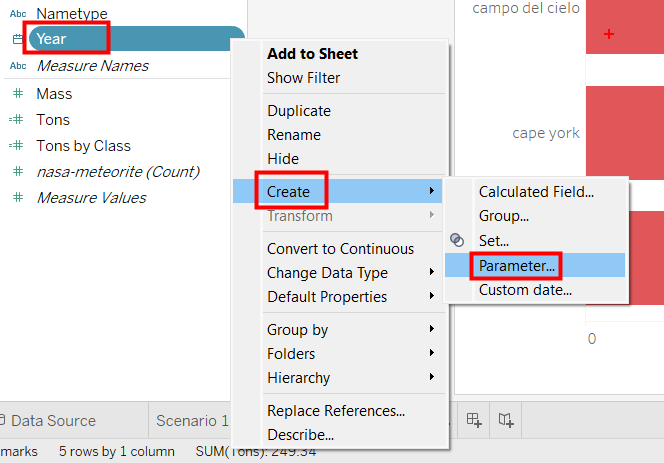 Abc Nametype
Year
Abc Measure Names
# Mass
=# Tons
=# Tons by Class
# nasa-meteorite (Count)
# Measure Values
Add to Sheet
Show Filter
Duplicate
Rename
Hide
Create
Transform
Convert to Continuous
Change Data Type
Default Properties
Group by
Folders
Hierarchy
Replace References...
Describe...
Calculated Field...
Group...
Set...
Parameter...
Custom date...
campo del cielo
cape york
0
Data Source
Scenario 1
marks
5 rows by 1 column
SUM(Tons): 249.34